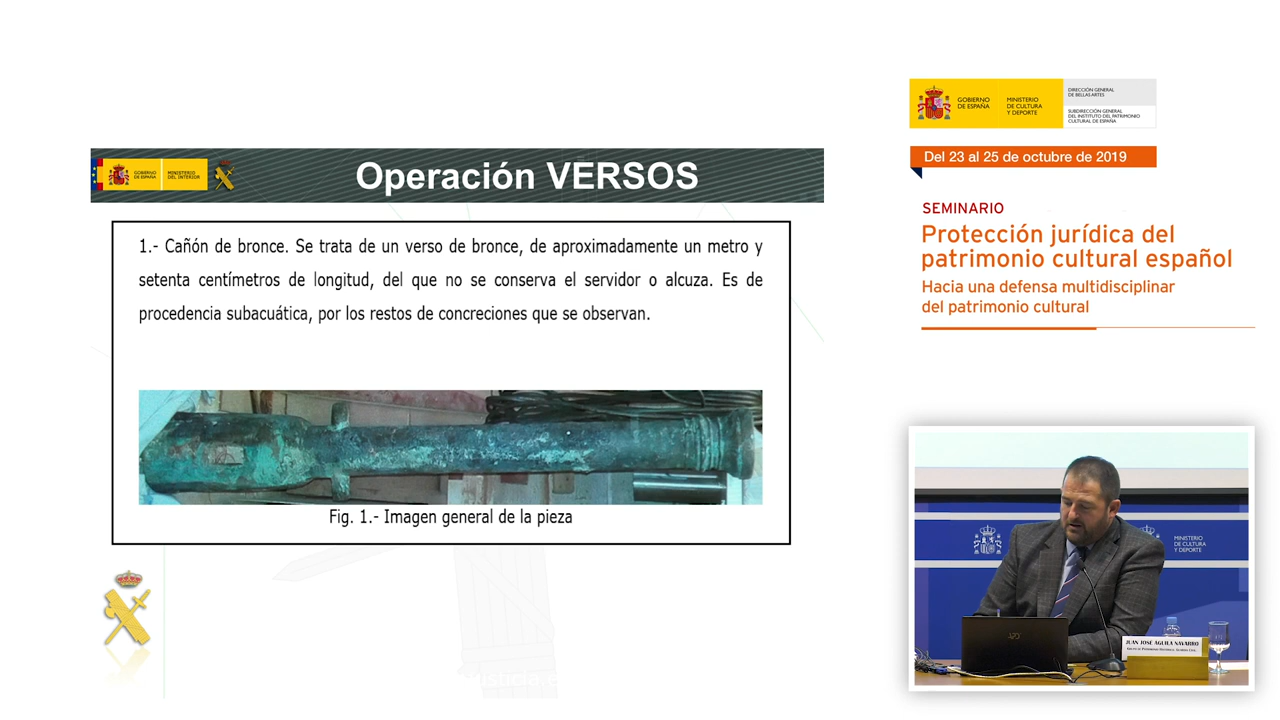 GOBIERNO
DE ESPAÑA
MINISTERIO
DEL INTERIOR
Operación VERSOS
1.- Cañón de bronce. Se trata de un verso de bronce, de aproximadamente un metro y
setenta centímetros de longitud, del que no se conserva el servidor o alcuza. Es de
procedencia subacuática, por los restos de concreciones que se observan.
Fig. 1.- Imagen general de la pieza
GOBIERNO
DE ESPAÑA
MINISTERIO
DE CULTURA
Y DEPORTE
DIRECCIÓN GENERAL
DE BELLAS ARTES
SUBDIRECCIÓN GENERAL
DEL INSTITUTO DEL PATRIMONIO
CULTURAL DE ESPAÑA
Del 23 al 25 de octubre de 2019
SEMINARIO
Protección jurídica del
patrimonio cultural español
Hacia una defensa multidisciplinar
del patrimonio cultural
MINISTERIO
DE CULTURA
Y DEPORTE
JUAN JOSÉ ÁGUILA NAVARRO